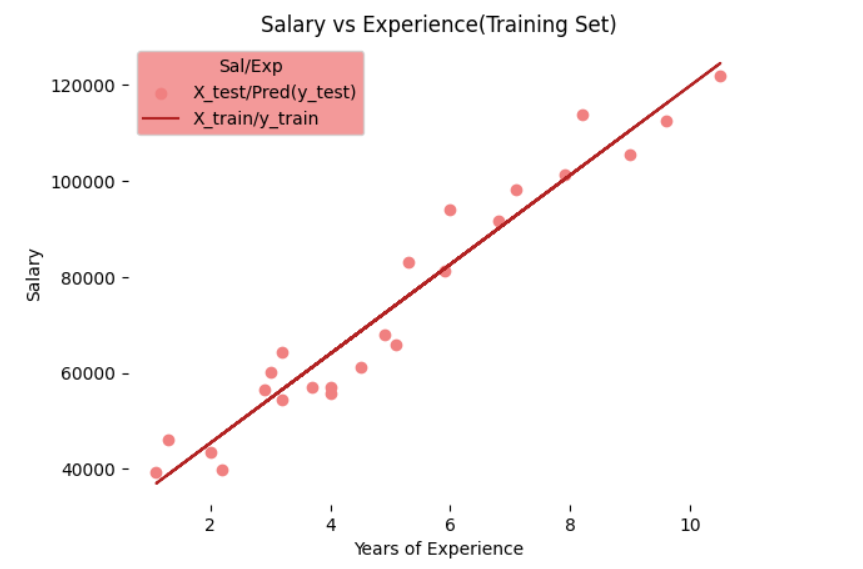 Salary vs Experience(Training Set)
Sal/Exp
X_test/Pred(y_test)
X_train/y_train
120000
100000
80000
60000
40000
Salary
2 4 6 8 10
Years of Experience